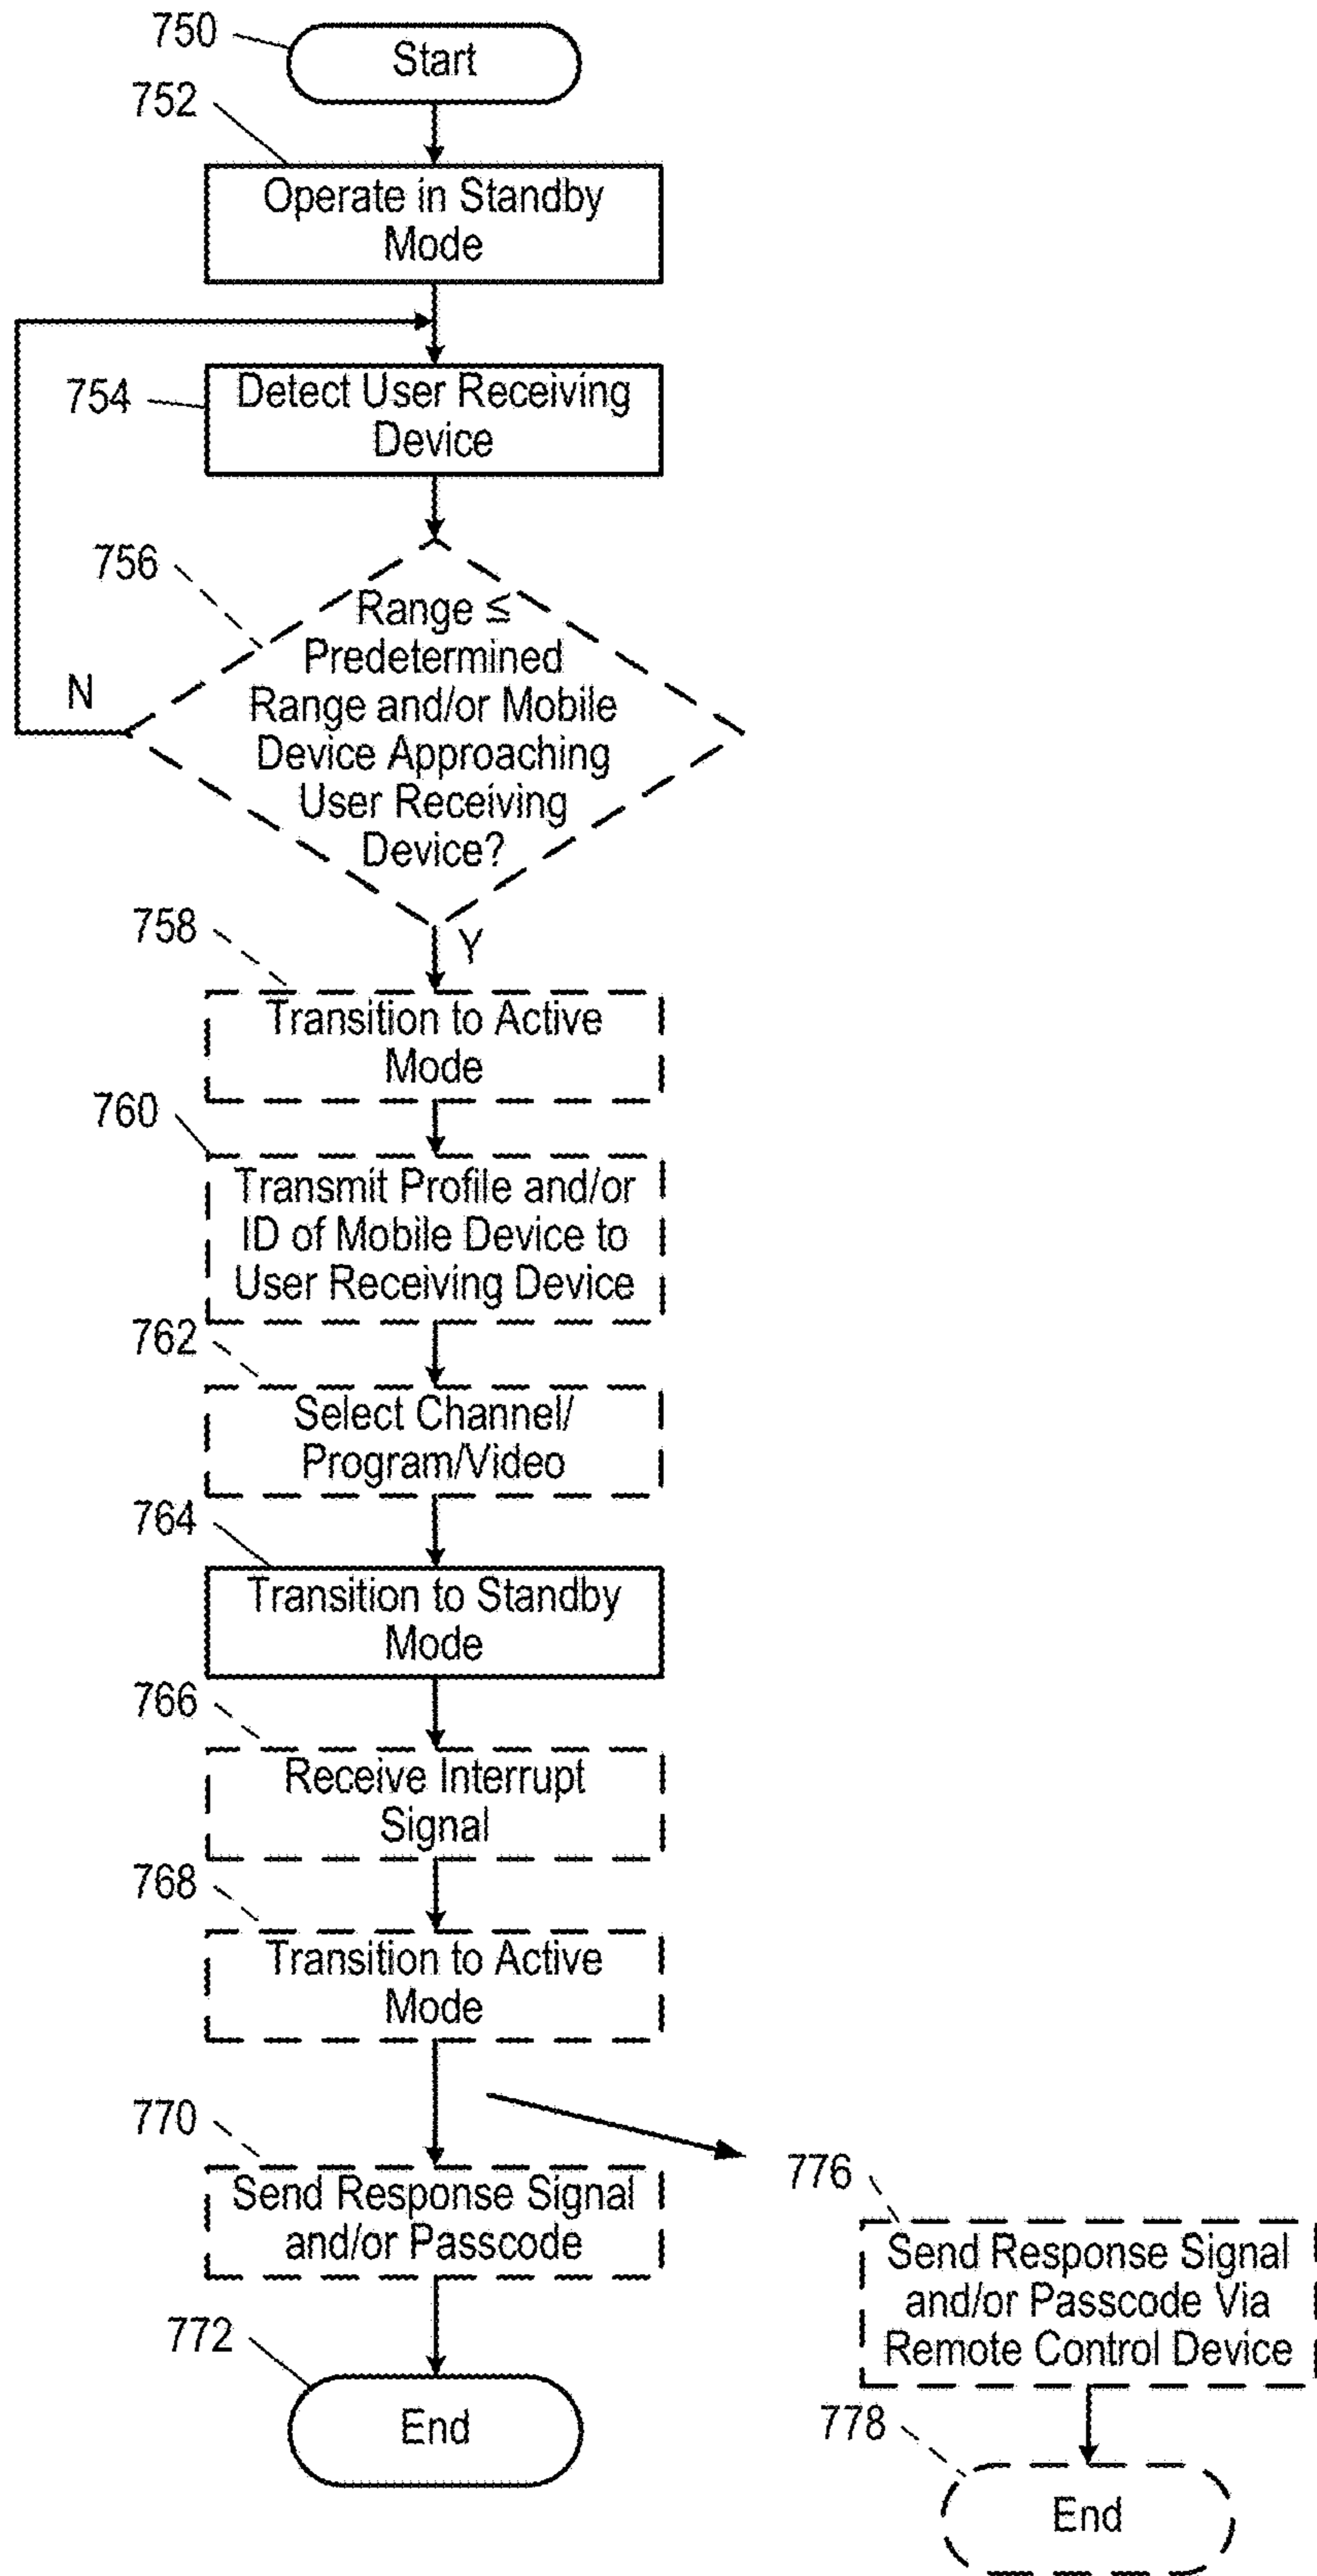 750
Start
752
Operate in Standby
Mode
754
Detect User Receiving
Device
756
Range ≤
Predetermined
Range and/or Mobile
Device Approaching
User Receiving
Device?
N
Y
758
Transition to Active
Mode
760
Transmit Profile and/or
ID of Mobile Device to
User Receiving Device
762
Select Channel/
Program/Video
764
Transition to Standby
Mode
766
Receive Interrupt
Signal
768
Transition to Active
Mode
770
Send Response Signal
and/or Passcode
772
End
776
Send Response Signal
and/or Passcode Via
Remote Control Device
778
End